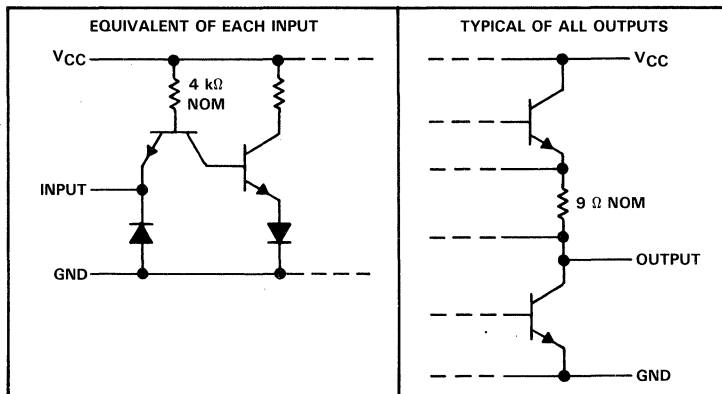 EQUIVALENT OF EACH INPUT
VCC
4 kΩ
NOM
INPUT
GND
TYPICAL OF ALL OUTPUTS
VCC
9 Ω NOM
OUTPUT
GND